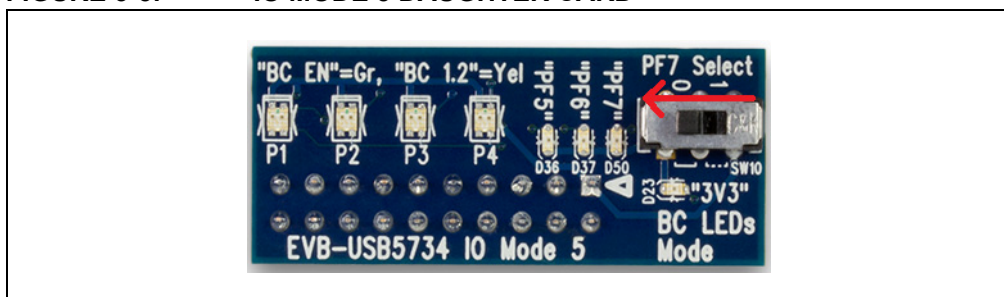 "BC EN"=Gr, "BC 1.2"=Yel
"PF5"
"PF6"
"PF7"
PF7 Select
0 1
P1 P2 P3 P4
D36 D37 D50
SW10
D23
"3V3"
BC LEDs
Mode
EVB-USB5734 IO Mode 5